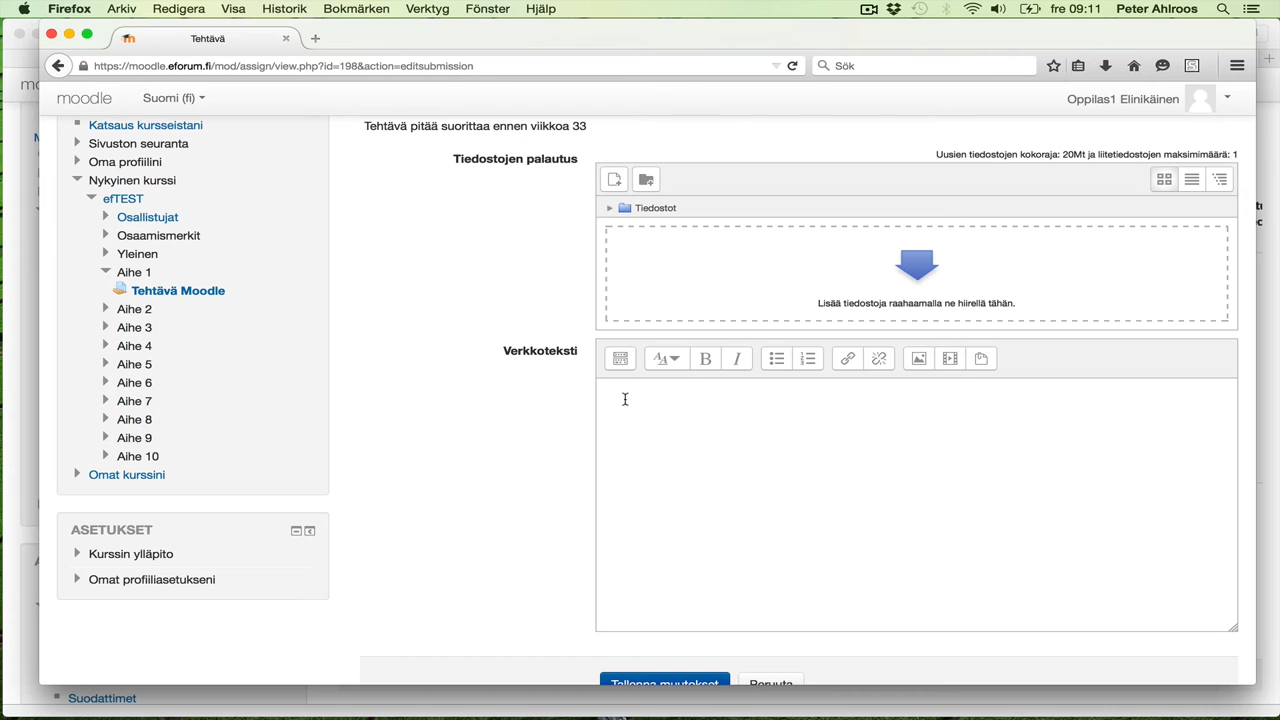 Firefox Arkiv Redigera Visa Historik Bokmärken Verktyg Fönster Hjälp fre 09:11 Peter Ahlroos
Tehtävä
https://moodle.eforum.fi/mod/assign/view.php?id=198&action=editsubmission Sök
moodle Suomi (fi) Oppilas1 Elinikäinen
Katsaus kursseistani
Sivuston seuranta
Oma profiilini
Nykyinen kurssi
efTEST
Osallistujat
Osaamismerkit
Yleinen
Aihe 1
Tehtävä Moodle
Aihe 2
Aihe 3
Aihe 4
Aihe 5
Aihe 6
Aihe 7
Aihe 8
Aihe 9
Aihe 10
Omat kurssini
ASETUKSET
Kurssin ylläpito
Omat profiiliasetukseni
Suodattimet
Tehtävä pitää suorittaa ennen viikkoa 33
Tiedostojen palautus
Uusien tiedostojen kokoraja: 20Mt ja liitetiedostojen maksimimäärä: 1
Tiedostot
Lisää tiedostoja raahaamalla ne hiirellä tähän.
Verkkoteksti
Tallenna muutokset Peruuta